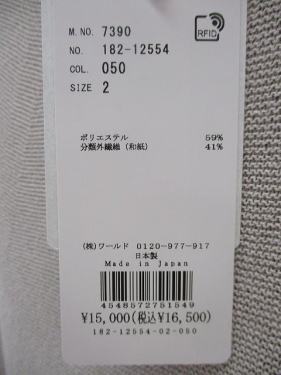 RFID
M.NO. 7390
NO. 182-12554
COL. 050
SIZE 2
ポリエステル 59%
分類外繊維(和紙) 41%
(株)ワールド 0120-977-917
日本製
Made in Japan
4548572751549
¥15,000(税込¥16,500)
182-12554-02-050